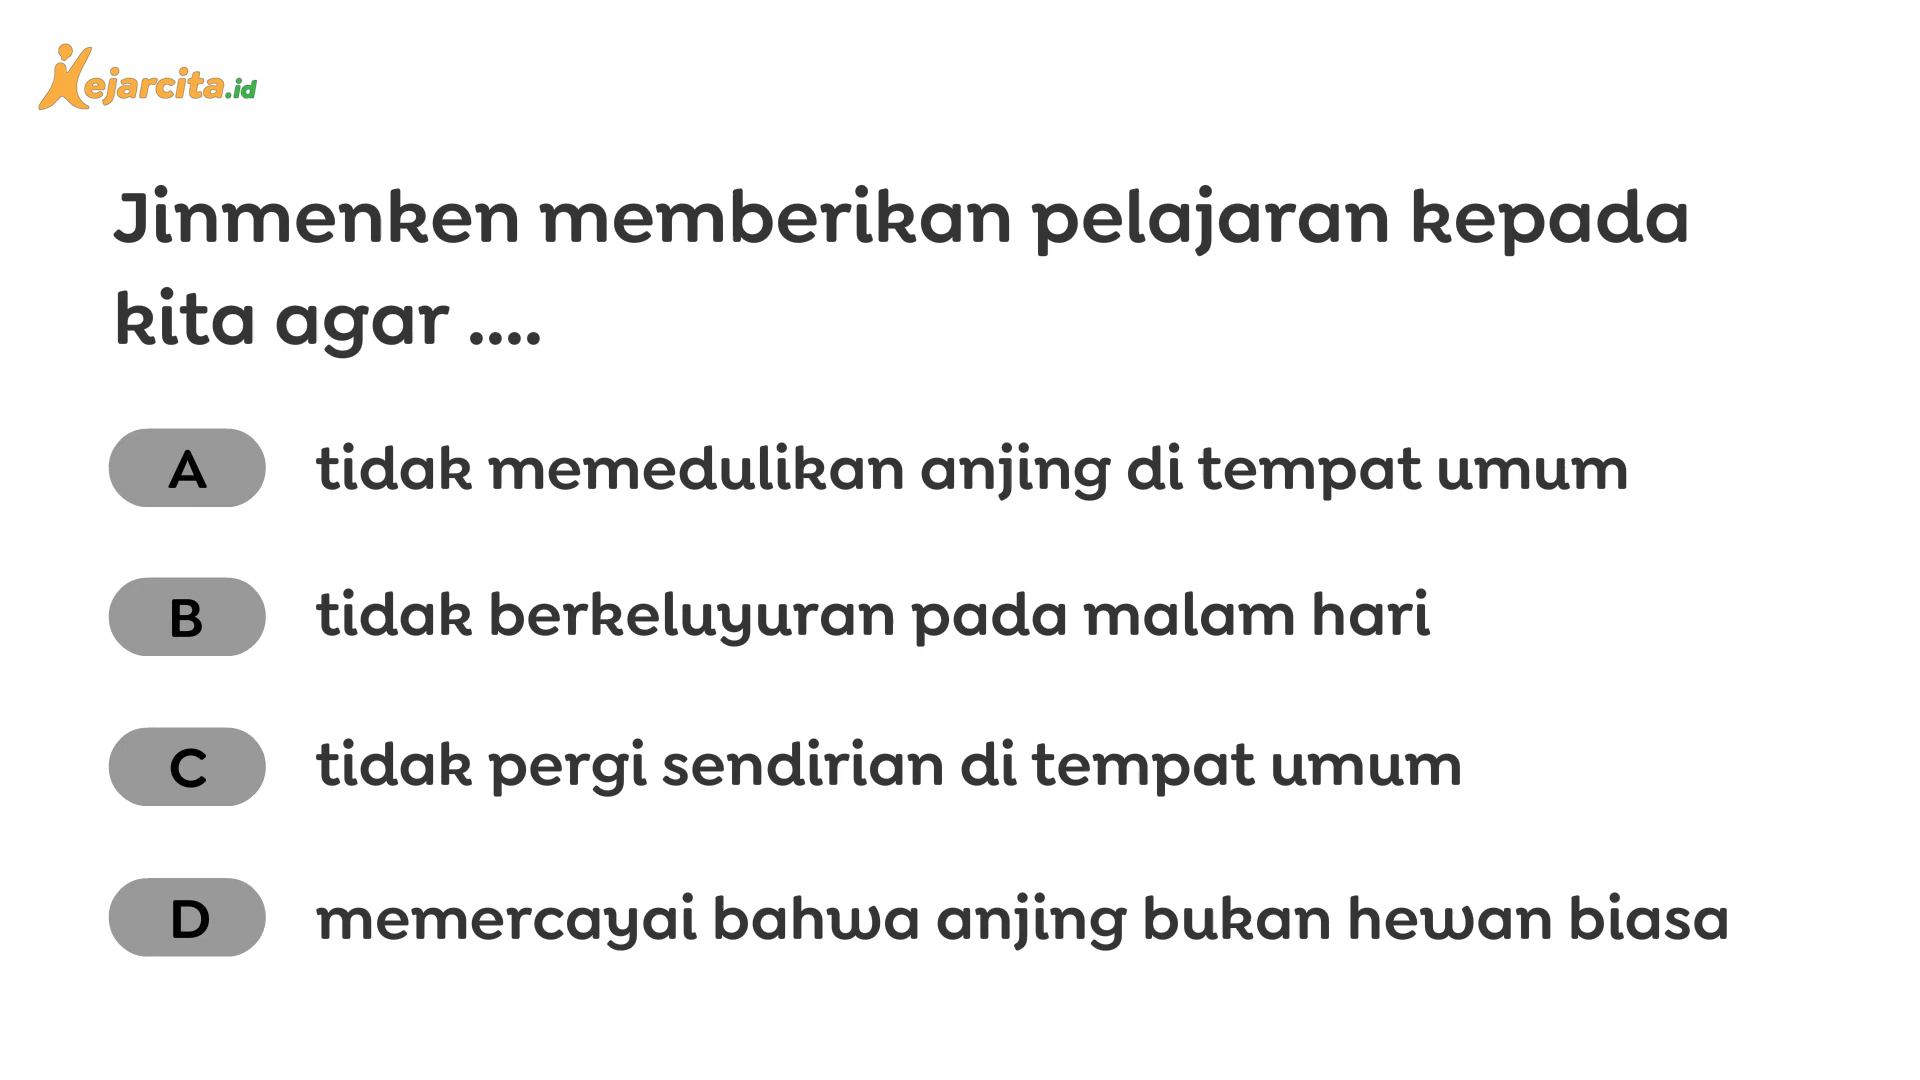 Kejarcita.id
Jinmenken memberikan pelajaran kepada
kita agar ....
A tidak memedulikan anjing di tempat umum
B tidak berkeluyuran pada malam hari
C tidak pergi sendirian di tempat umum
D memercayai bahwa anjing bukan hewan biasa